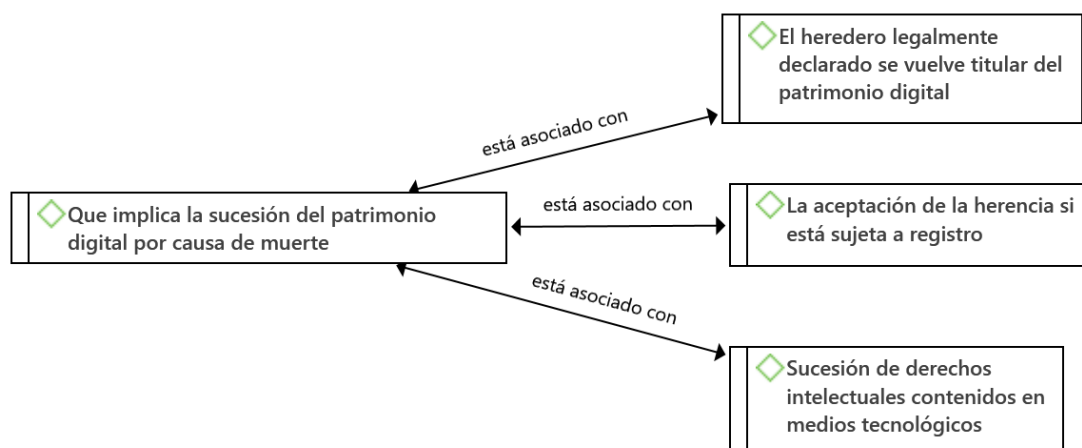 El heredero legalmente
declarado se vuelve titular del
patrimonio digital
está asociado con
Que implica la sucesión del patrimonio
digital por causa de muerte
está asociado con
La aceptación de la herencia si
está sujeta a registro
está asociado con
Sucesión de derechos
intelectuales contenidos en
medios tecnológicos